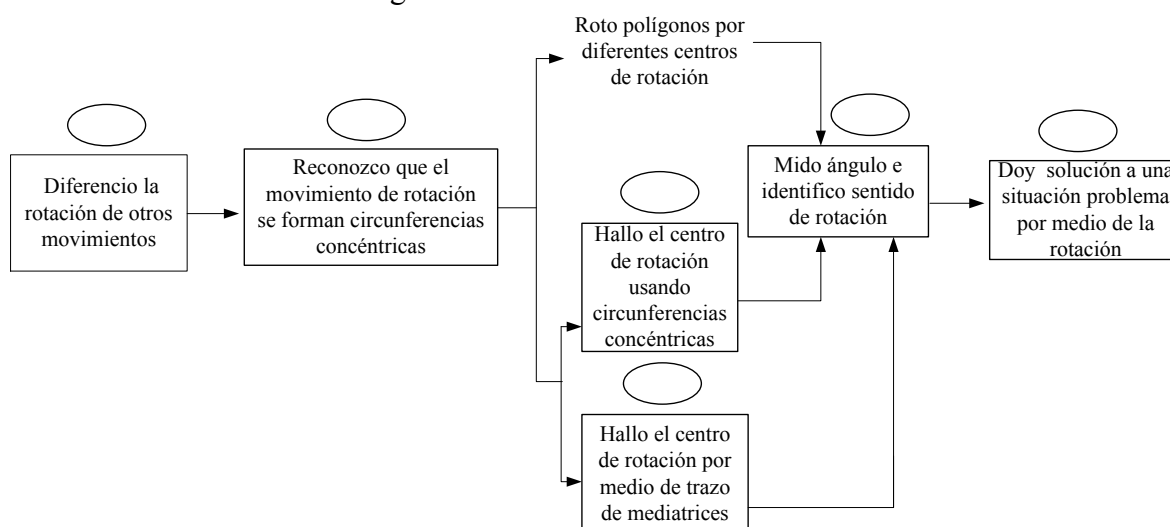 Roto polígonos por
diferentes centros
de rotación
Diferencio la
rotación de otros
movimientos
Reconozco que el
movimiento de rotación
se forman circunferencias
concéntricas
Hallo el centro
de rotación
usando
circunferencias
concéntricas
Hallo el centro
de rotación por
medio de trazo
de mediatrices
Mido ángulo e
identifico sentido
de rotación
Doy solución a una
situación problema
por medio de la
rotación